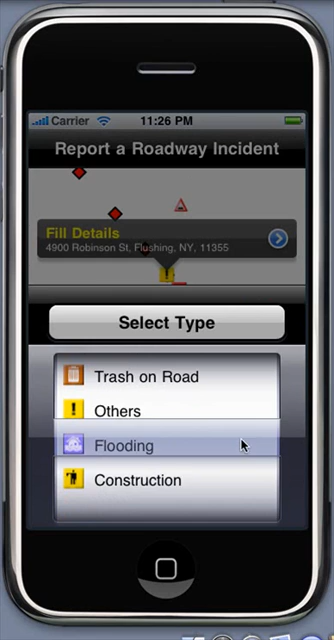 Carrier 11:26 PM
Report a Roadway Incident
Fill Details
4900 Robinson St, Flushing, NY, 11355
Select Type
Trash on Road
Others
Flooding
Construction